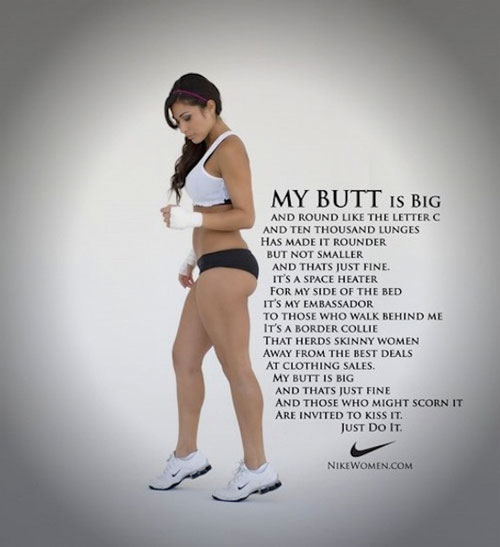 MY BUTT IS BIG
AND ROUND LIKE THE LETTER C
AND TEN THOUSAND LUNGES
HAS MADE IT ROUNDER
BUT NOT SMALLER
AND THATS JUST FINE.
IT'S A SPACE HEATER
FOR MY SIDE OF THE BED
IT'S MY EMBASSADOR
TO THOSE WHO WALK BEHIND ME
IT'S A BORDER COLLIE
THAT HERDS SKINNY WOMEN
AWAY FROM THE BEST DEALS
AT CLOTHING SALES.
MY BUTT IS BIG
AND THATS JUST FINE
AND THOSE WHO MIGHT SCORN IT
ARE INVITED TO KISS IT.
JUST DO IT.
NIKEWOMEN.COM